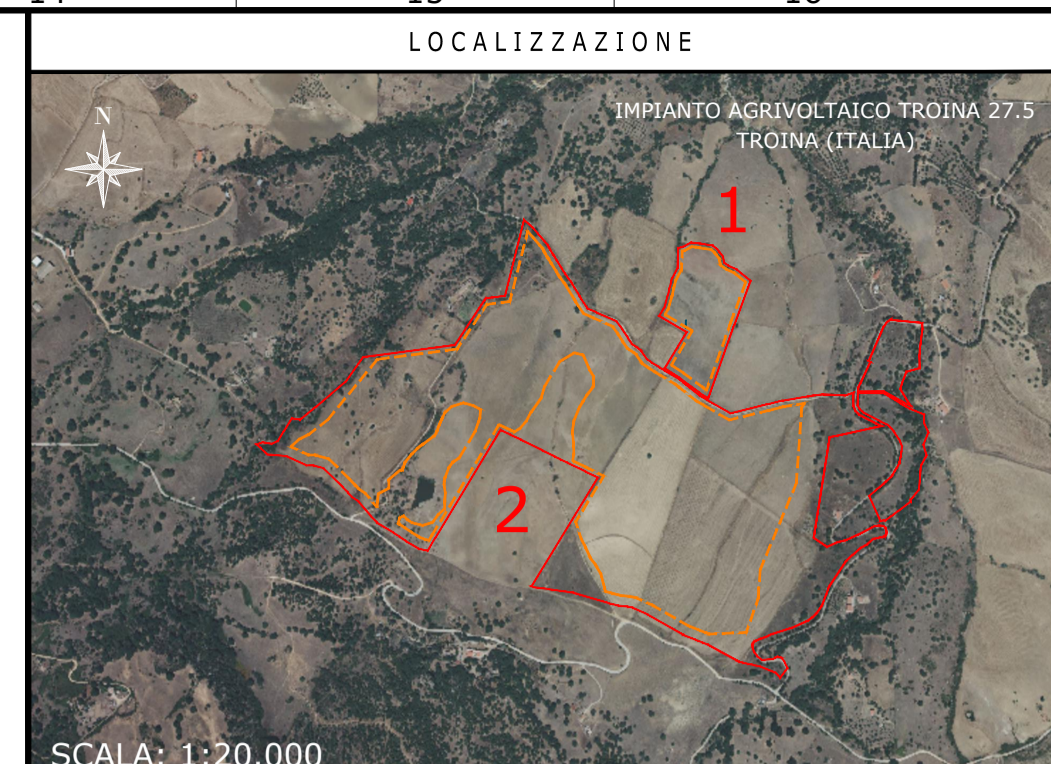 LOCALIZZAZIONE
N
IMPIANTO AGRIVOLTAICO TROINA 27.5
TROINA (ITALIA)
1
2
SCALA: 1:20.000